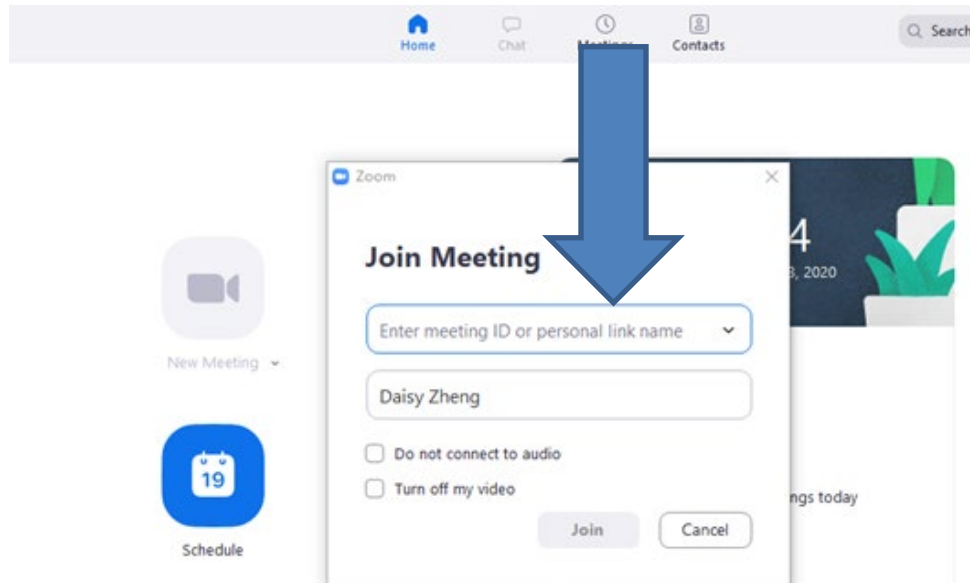 Home
Chat
Contacts
Search
Zoom
Join Meeting
4
3, 2020
Enter meeting ID or personal link name
New Meeting
Daisy Zheng
Do not connect to audio
Turn off my video
19
ngs today
Join
Cancel
Schedule